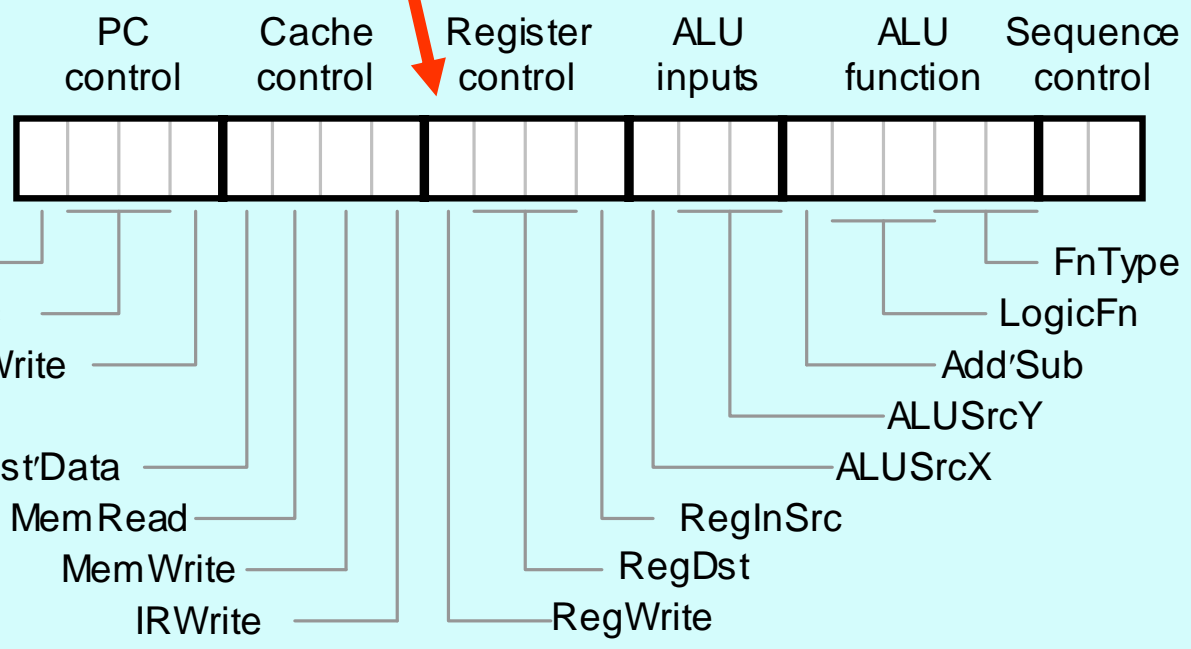 PC Cache Register ALU ALU Sequence
control control control inputs function control
FnType
LogicFn
Write Add′Sub
ALUSrcY
st′Data ALUSrcX
MemRead RegInSrc
MemWrite RegDst
IRWrite RegWrite